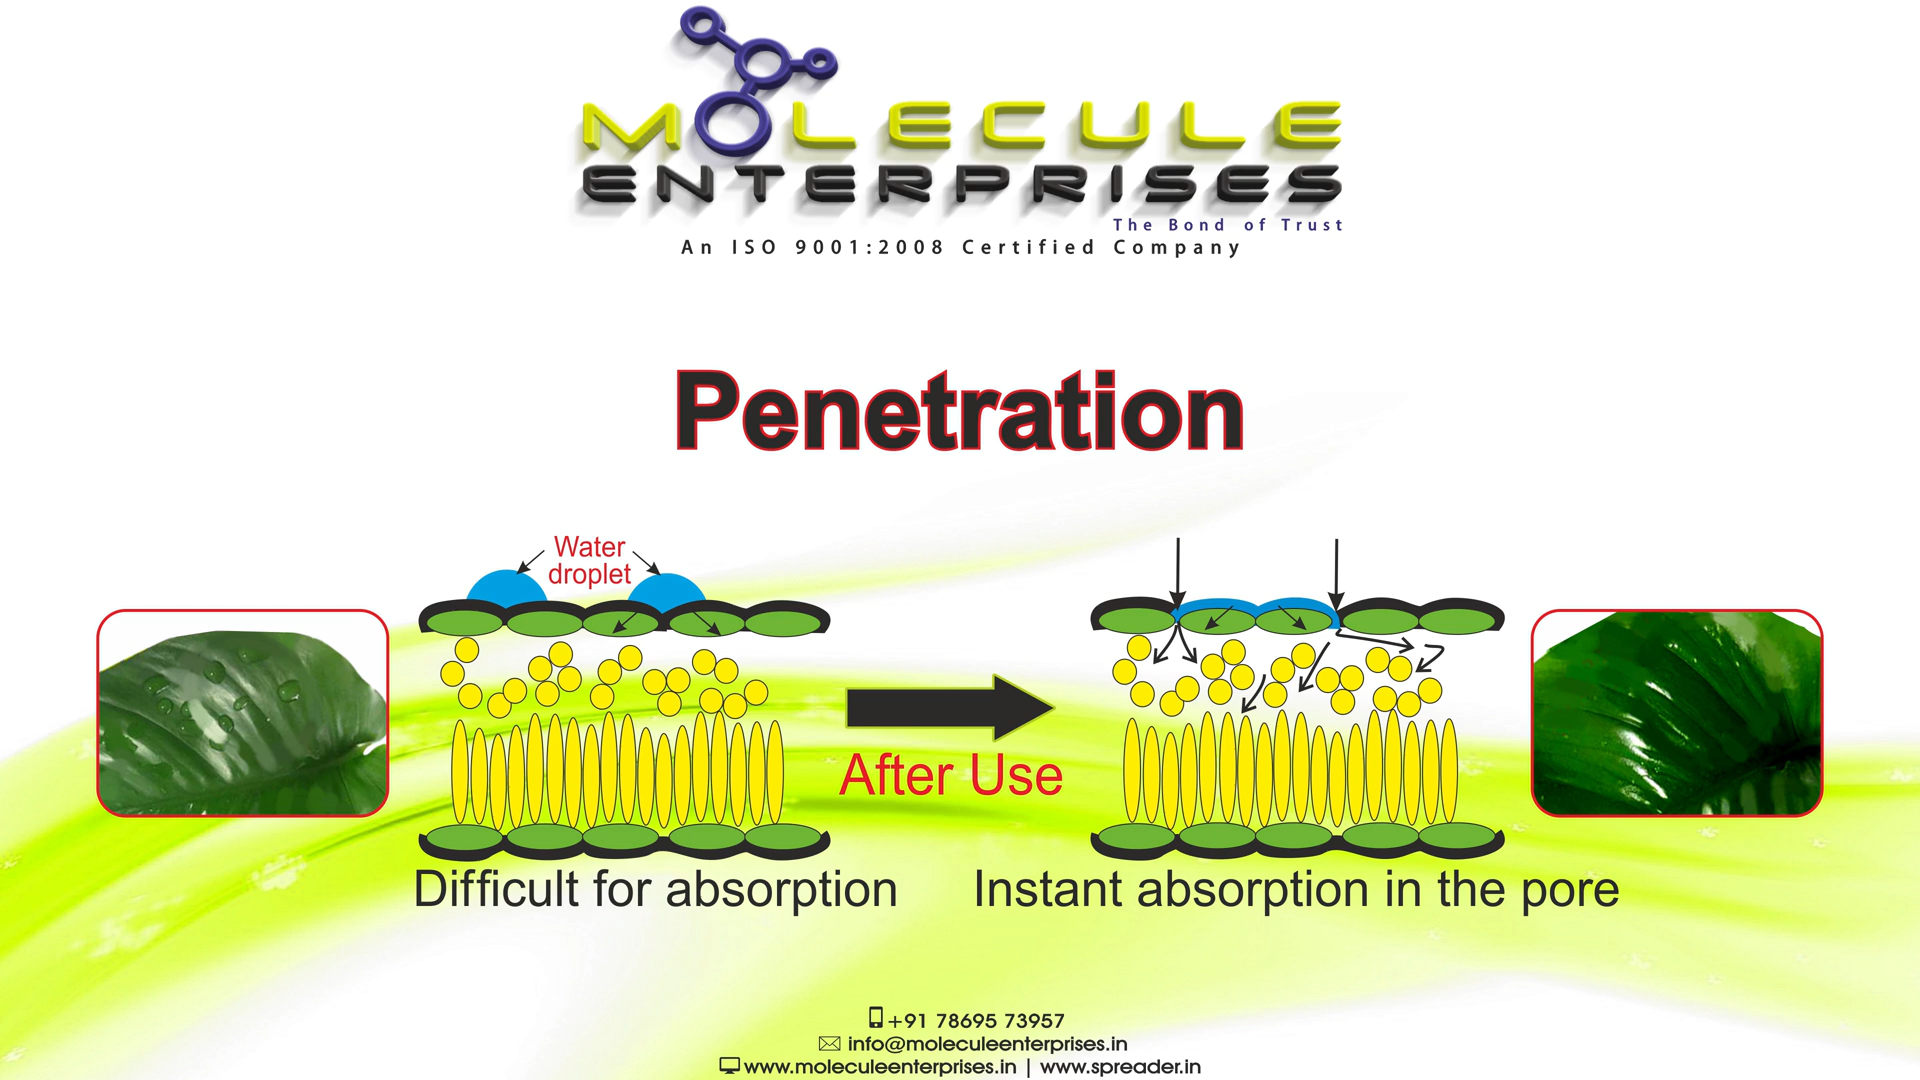 MOLECULE
ENTERPRISES
The Bond of Trust
An ISO 9001:2008 Certified Company
Penetration
Water
droplet
After Use
Difficult for absorption
Instant absorption in the pore
+91 78695 73957
info@moleculeenterprises.in
www.moleculeenterprises.in | www.spreader.in